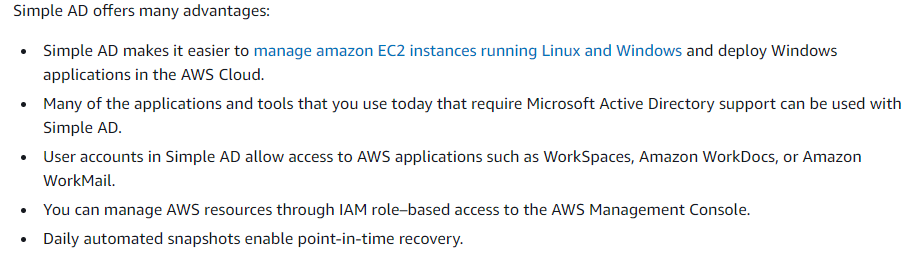 Simple AD offers many advantages:
• Simple AD makes it easier to manage amazon EC2 instances running Linux and Windows and deploy Windows
applications in the AWS Cloud.
• Many of the applications and tools that you use today that require Microsoft Active Directory support can be used with
Simple AD.
• User accounts in Simple AD allow access to AWS applications such as WorkSpaces, Amazon WorkDocs, or Amazon
WorkMail.
• You can manage AWS resources through IAM role–based access to the AWS Management Console.
• Daily automated snapshots enable point-in-time recovery.